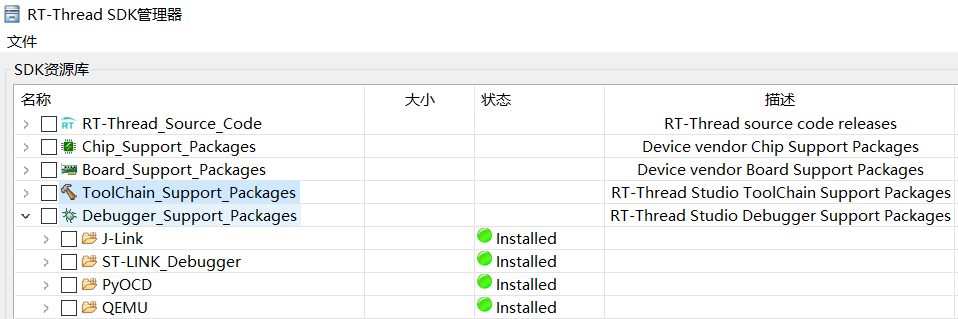 RT-Thread SDK管理器
文件
SDK资源库
名称 大小 状态 描述
RT-Thread_Source_Code RT-Thread source code releases
Chip_Support_Packages Device vendor Chip Support Packages
Board_Support_Packages Device vendor Board Support Packages
ToolChain_Support_Packages RT-Thread Studio ToolChain Support Packages
Debugger_Support_Packages RT-Thread Studio Debugger Support Packages
J-Link Installed
ST-LINK_Debugger Installed
PyOCD Installed
QEMU Installed